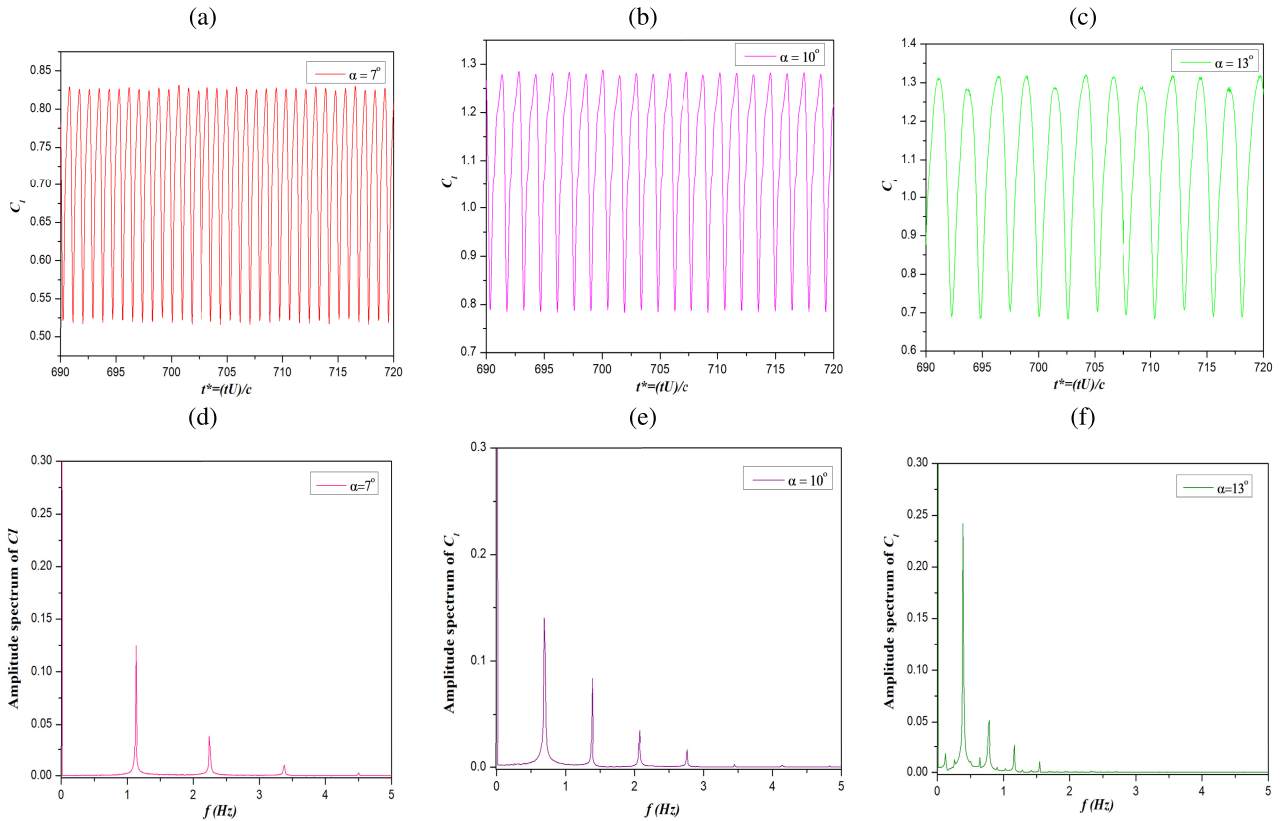 (a)
(b)
(c)
α = 7°
0.85
0.80
0.75
0.70
0.65
0.60
0.55
0.50
C_l
690 695 700 705 710 715 720
t*=(tU)/c
α = 10°
1.4
1.3
1.2
1.1
1.0
0.9
0.8
0.7
C_l
690 695 700 705 710 715 720
t*=(tU)/c
α = 13°
1.4
1.3
1.2
1.1
1.0
0.9
0.8
0.7
0.6
C_l
690 695 700 705 710 715 720
t*=(tU)/c
(d)
(e)
(f)
α=7°
0.30
0.25
0.20
0.15
0.10
0.05
0.00
Amplitude spectrum of Cl
0 1 2 3 4 5
f (Hz)
α = 10°
0.3
0.2
0.1
0.0
Amplitude spectrum of C_l
0 1 2 3 4 5
f (Hz)
α=13°
0.30
0.25
0.20
0.15
0.10
0.05
0.00
Amplitude spectrum of C_l
0 1 2 3 4 5
f (Hz)